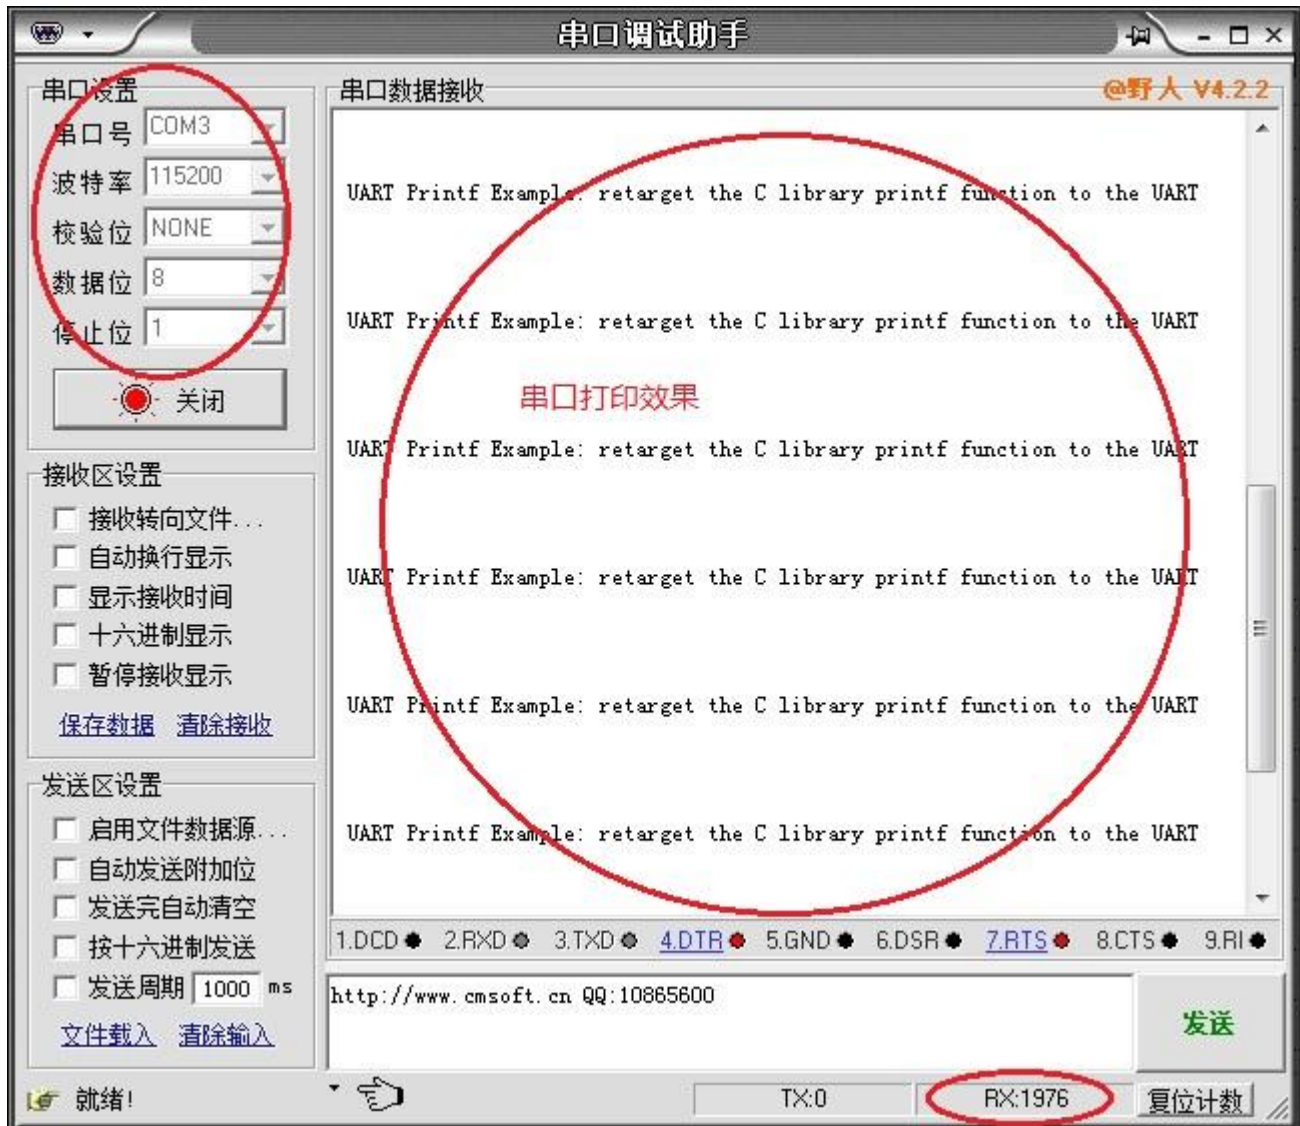 串口调试助手
串口设置
串口号 COM3
波特率 115200
校验位 NONE
数据位 8
停止位 1
关闭
接收区设置
接收转向文件...
自动换行显示
显示接收时间
十六进制显示
暂停接收显示
保存数据 清除接收
发送区设置
启用文件数据源...
自动发送附加位
发送完自动清空
按十六进制发送
发送周期 1000 ms
文件载入 清除输入
串口数据接收
@野人 V4.2.2
UART Printf Example: retarget the C library printf function to the UART
UART Printf Example: retarget the C library printf function to the UART
串口打印效果
UART Printf Example: retarget the C library printf function to the UART
UART Printf Example: retarget the C library printf function to the UART
UART Printf Example: retarget the C library printf function to the UART
UART Printf Example: retarget the C library printf function to the UART
1.DCD 2.RXD 3.TXD 4.DTR 5.GND 6.DSR 7.RTS 8.CTS 9.RI
http://www.cmsoft.cn QQ:10865600
发送
就绪! TX:0 RX:1976 复位计数